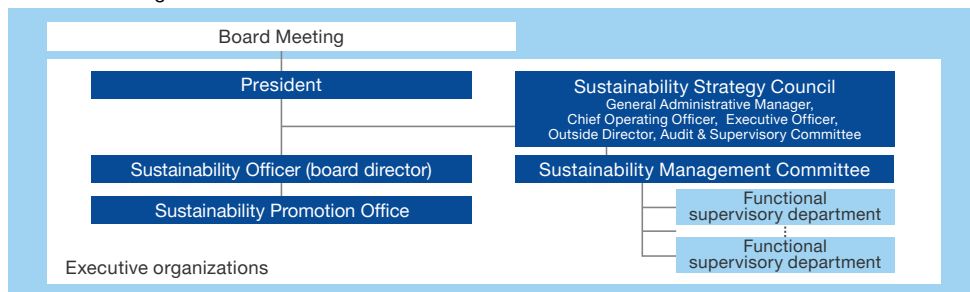 Board Meeting
President
Sustainability Strategy Council
General Administrative Manager,
Chief Operating Officer, Executive Officer,
Outside Director, Audit & Supervisory Committee
Sustainability Officer (board director)
Sustainability Management Committee
Sustainability Promotion Office
Functional
supervisory department
Functional
supervisory department
Executive organizations